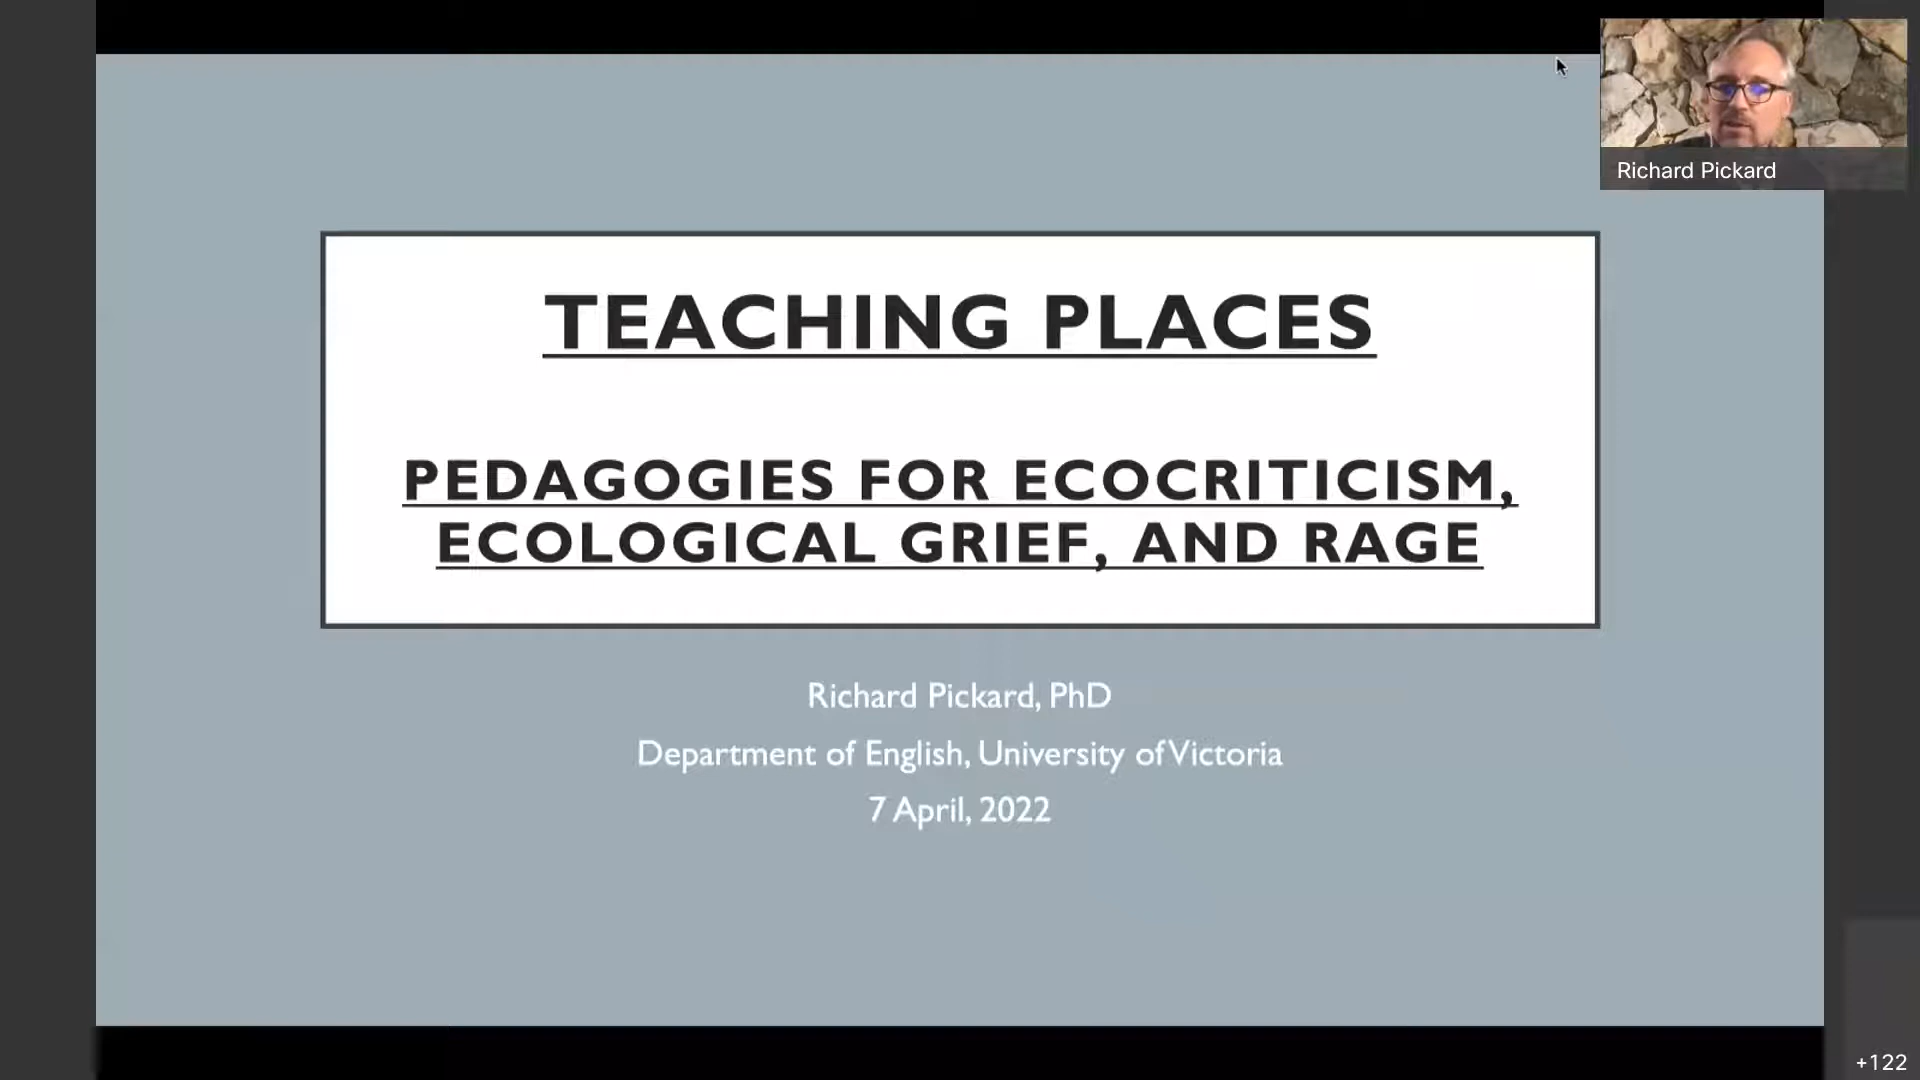 Richard Pickard
TEACHING PLACES
PEDAGOGIES FOR ECOCRITICISM,
ECOLOGICAL GRIEF, AND RAGE
Richard Pickard, PhD
Department of English, University of Victoria
7 April, 2022
+122